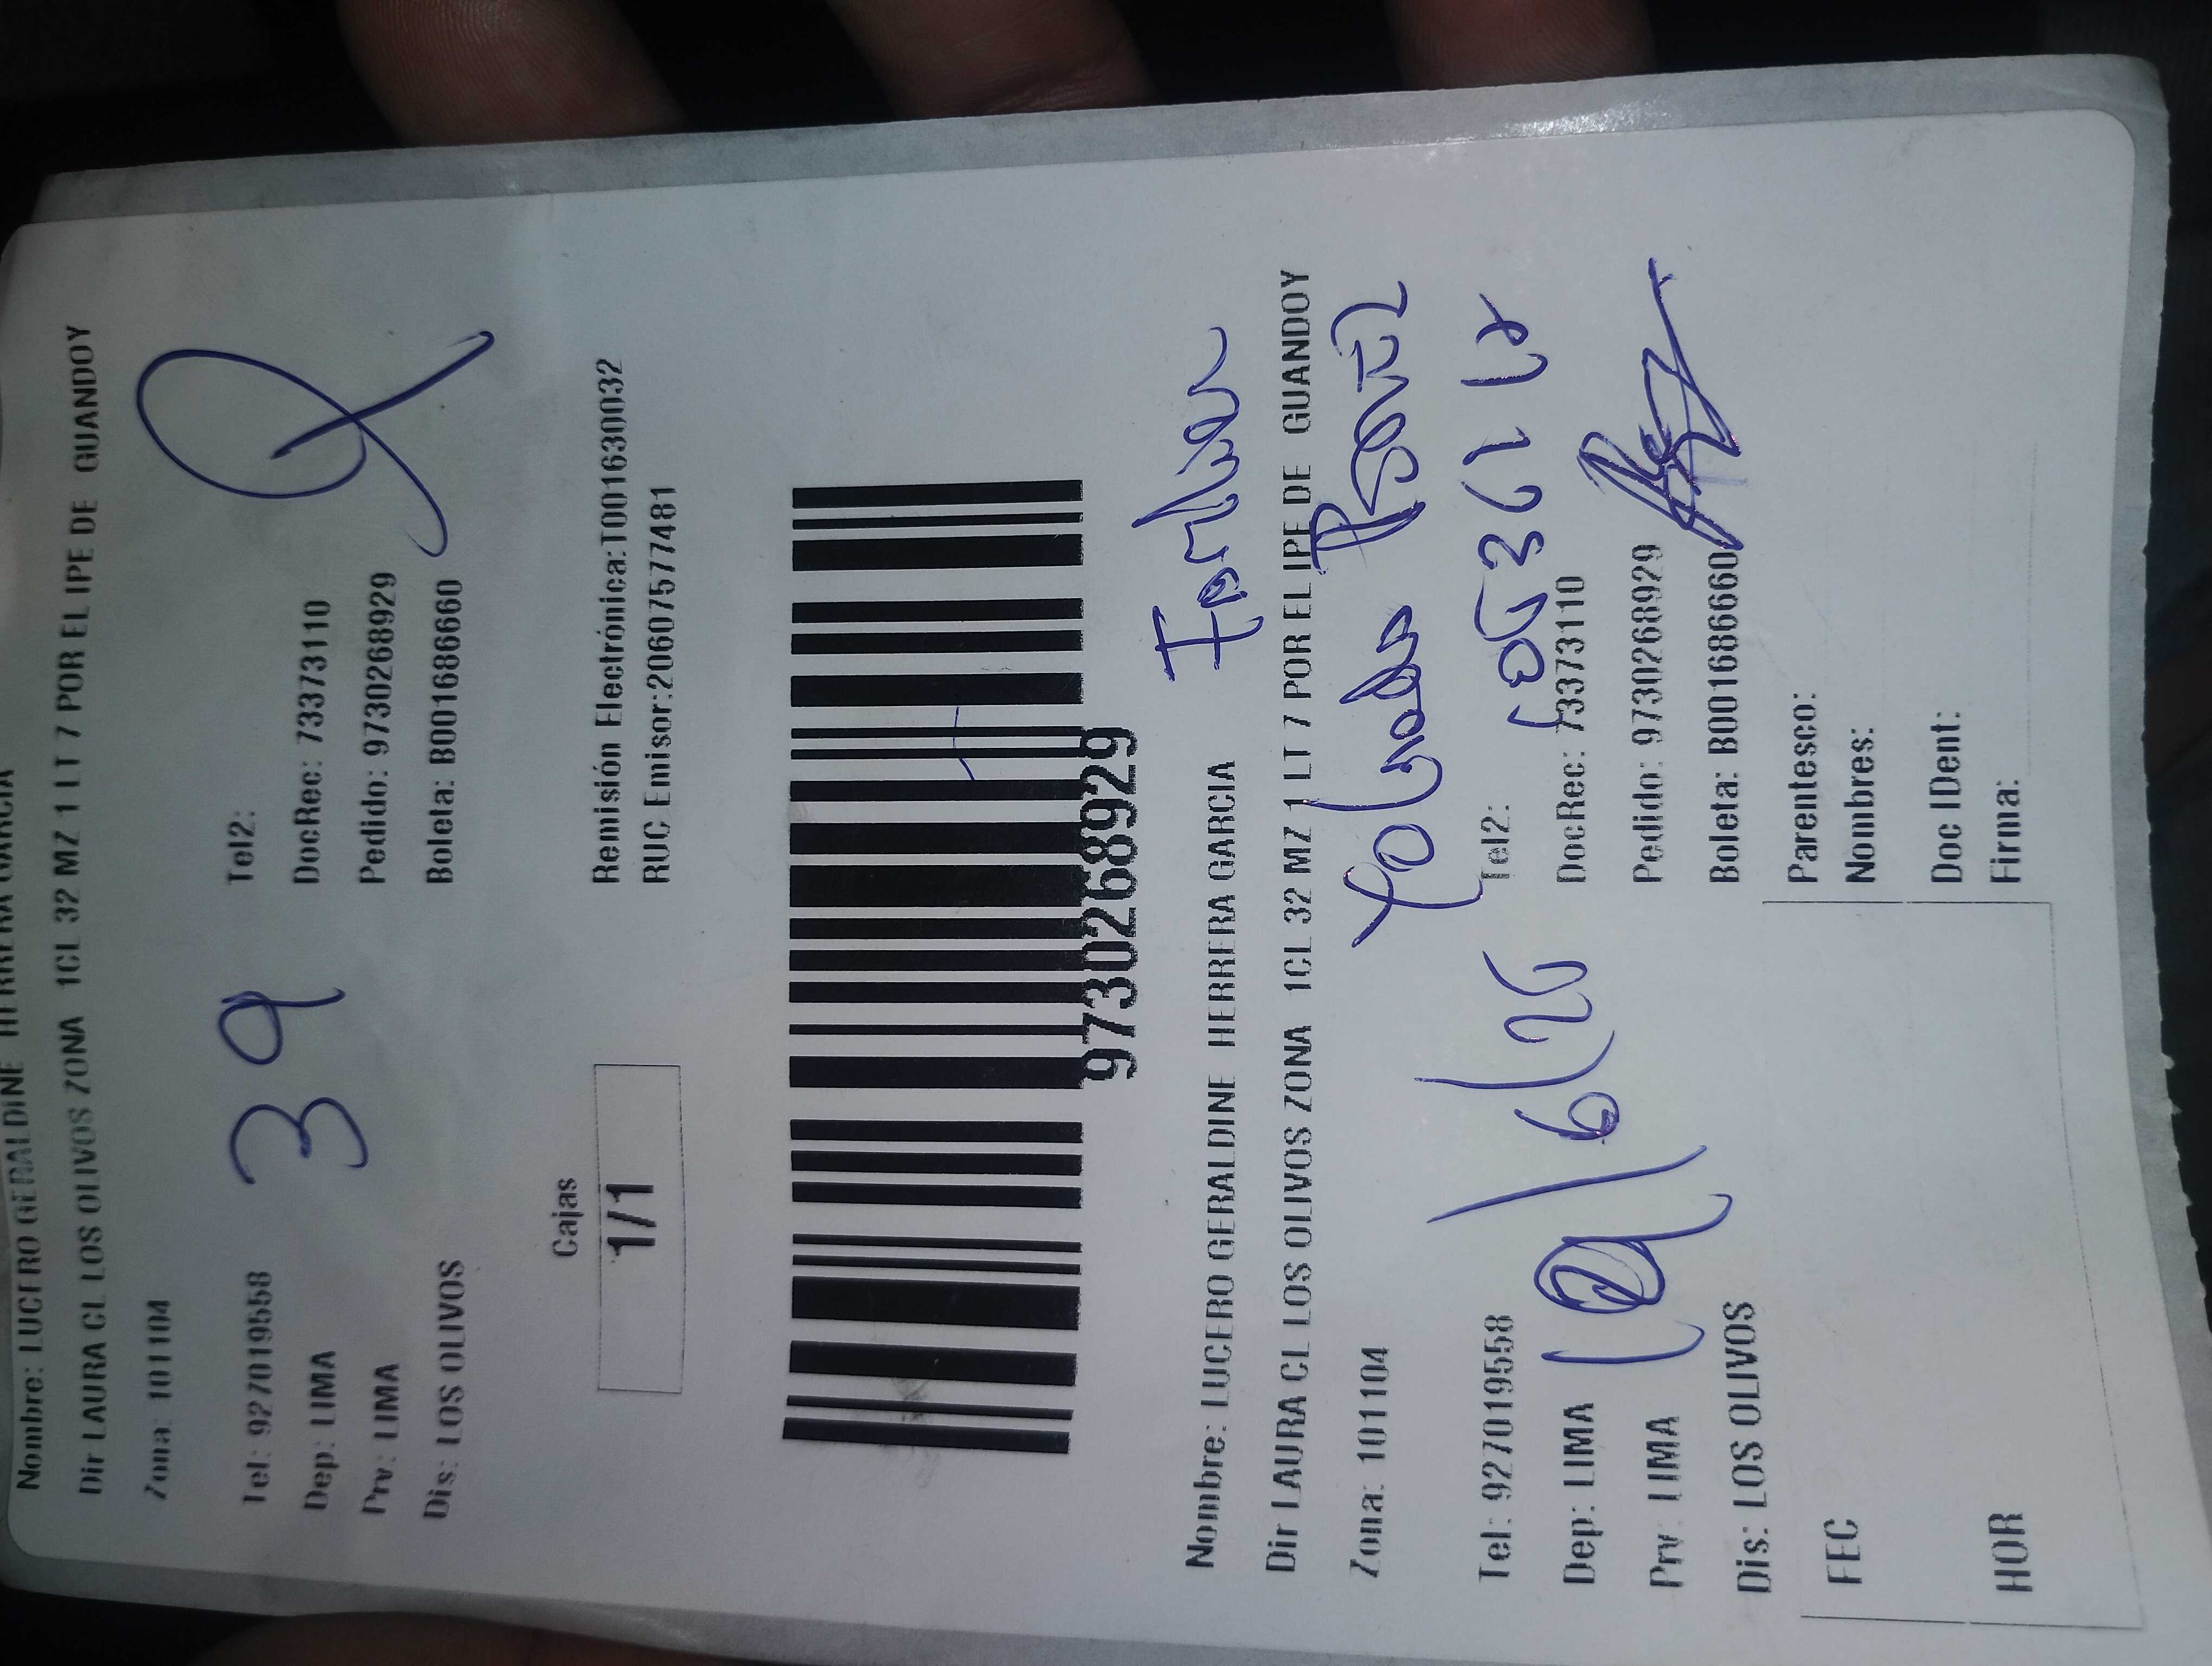 Nombre: LUCERO GERALDINE HERRERA GARCIA
Dir LAURA CL LOS OLIVOS ZONA 1CL 32 MZ 1 LT 7 POR EL IPE DE GUANDOY
Zona: 101104
39
Tel: 927019558 Tel2:
Dep: LIMA DocRec: 73373110
Prv: LIMA Pedido: 9730268929
Dis: LOS OLIVOS Boleta: B001686660
Cajas
1/1
Remisión Electrónica:T001630032
RUC Emisor:20607577481
9730268929
Nombre: LUCERO GERALDINE HERRERA GARCIA
Dir LAURA CL LOS OLIVOS ZONA 1CL 32 MZ 1 LT 7 POR EL IPE DE GUANDOY
Zona: 101104
Tel: 927019558 Tel2:
Dep: LIMA DocRec: 73373110
Prv: LIMA Pedido: 9730268929
Dis: LOS OLIVOS Boleta: B001686660
FEC
HOR
Parentesco:
Nombres:
Doc IDent:
Firma: